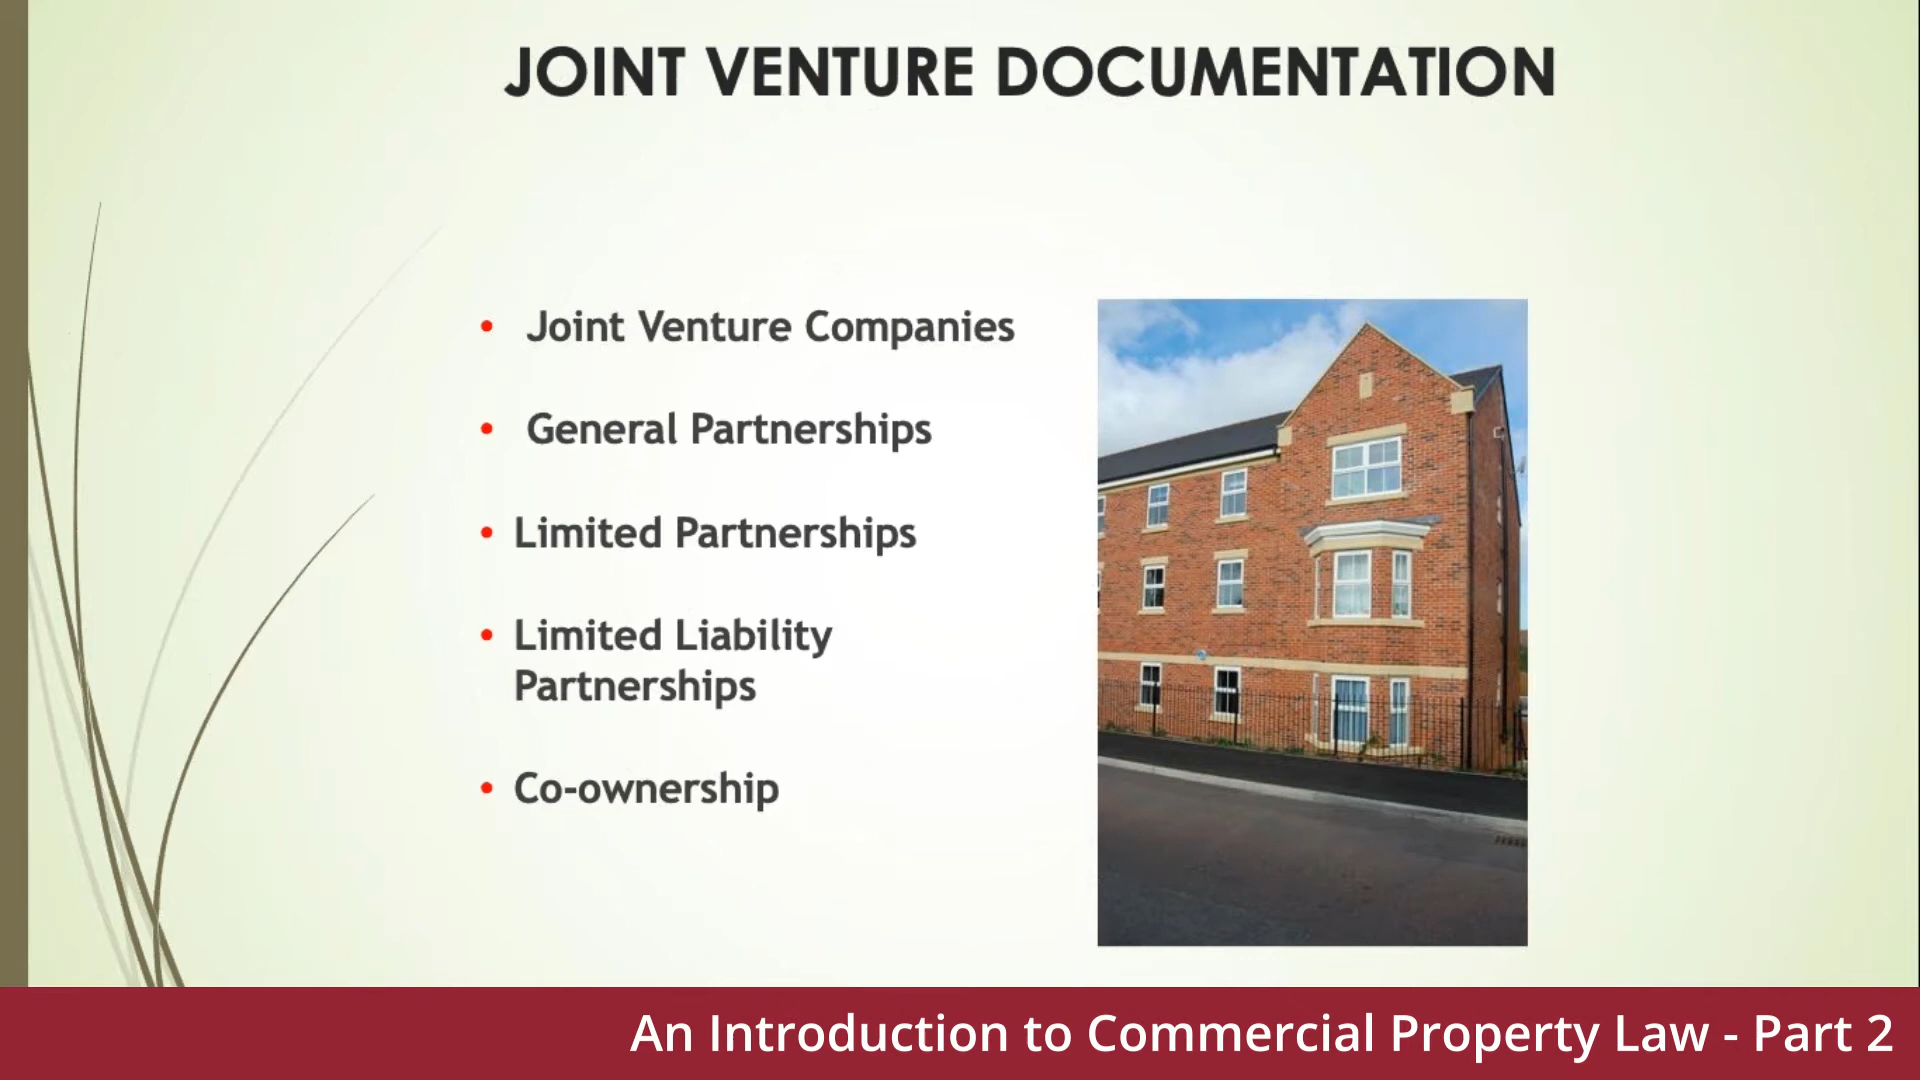 JOINT VENTURE DOCUMENTATION
• Joint Venture Companies
• General Partnerships
• Limited Partnerships
• Limited Liability
Partnerships
• Co-ownership
An Introduction to Commercial Property Law - Part 2